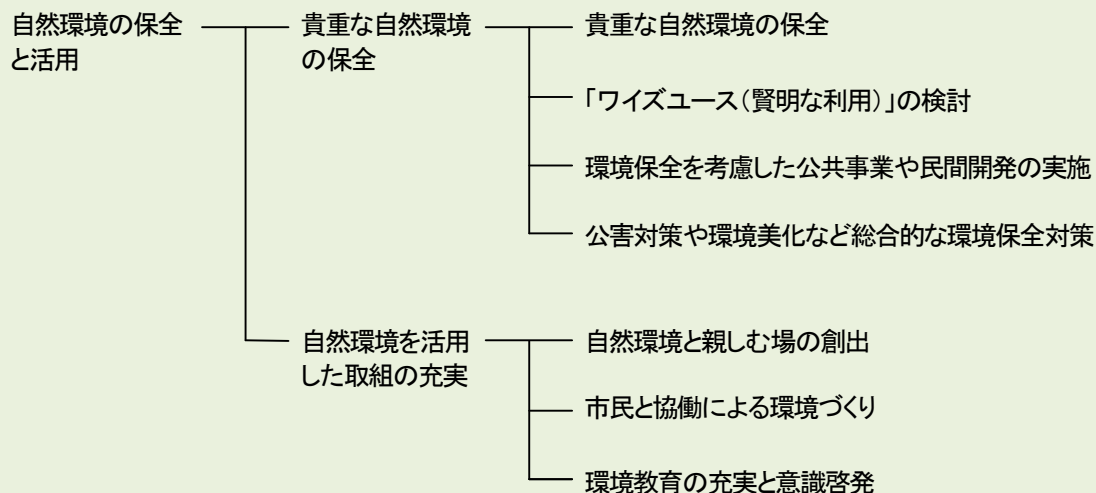 自然環境の保全
と活用
貴重な自然環境
の保全
貴重な自然環境の保全
「ワイズユース(賢明な利用)」の検討
環境保全を考慮した公共事業や民間開発の実施
公害対策や環境美化など総合的な環境保全対策
自然環境を活用
した取組の充実
自然環境と親しむ場の創出
市民と協働による環境づくり
環境教育の充実と意識啓発